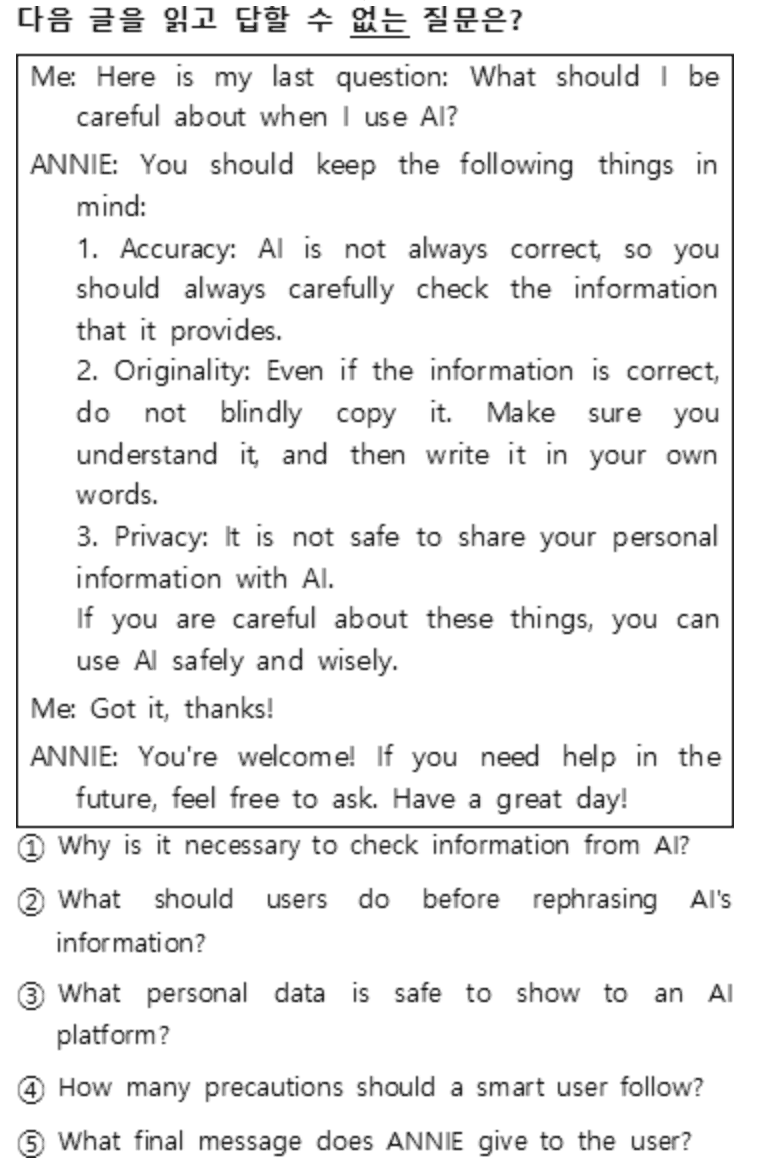 다음 글을 읽고 답할 수 없는 질문은?
Me: Here is my last question: What should I be
careful about when I use AI?
ANNIE: You should keep the following things in
mind:
1. Accuracy: AI is not always correct, so you
should always carefully check the information
that it provides.
2. Originality: Even if the information is correct,
do not blindly copy it. Make sure you
understand it, and then write it in your own
words.
3. Privacy: It is not safe to share your personal
information with AI.
If you are careful about these things, you can
use AI safely and wisely.
Me: Got it, thanks!
ANNIE: You're welcome! If you need help in the
future, feel free to ask. Have a great day!
① Why is it necessary to check information from AI?
② What should users do before rephrasing AI's
information?
③ What personal data is safe to show to an AI
platform?
④ How many precautions should a smart user follow?
⑤ What final message does ANNIE give to the user?